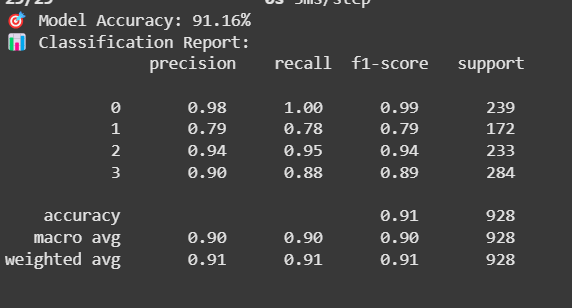 29/29 0s 5ms/step
🎯 Model Accuracy: 91.16%
📊 Classification Report:
precision recall f1-score support
0 0.98 1.00 0.99 239
1 0.79 0.78 0.79 172
2 0.94 0.95 0.94 233
3 0.90 0.88 0.89 284
accuracy 0.91 928
macro avg 0.90 0.90 0.90 928
weighted avg 0.91 0.91 0.91 928